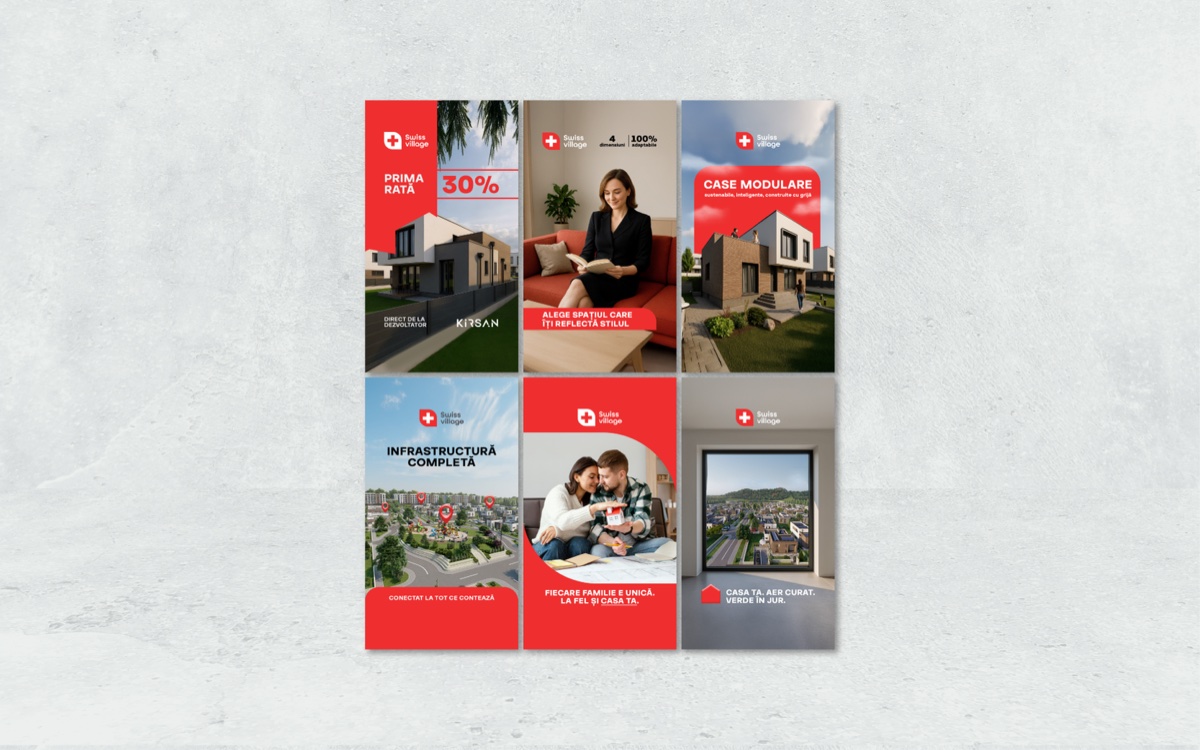 Swiss
village
PRIMA
RATĂ
30%
DIRECT DE LA
DEZVOLTATOR
KIRSAN
Swiss
village
4
dimensiuni
100%
adaptabile
ALEGE SPAȚIUL CARE
ÎȚI REFLECTĂ STILUL
Swiss
village
CASE MODULARE
sustenabile, inteligente, construite cu grijă
Swiss
village
INFRASTRUCTURĂ
COMPLETĂ
CONECTAT LA TOT CE CONTEAZĂ
Swiss
village
FIECARE FAMILIE E UNICĂ.
LA FEL ȘI CASA TA.
Swiss
village
CASA TA. AER CURAT.
VERDE ÎN JUR.